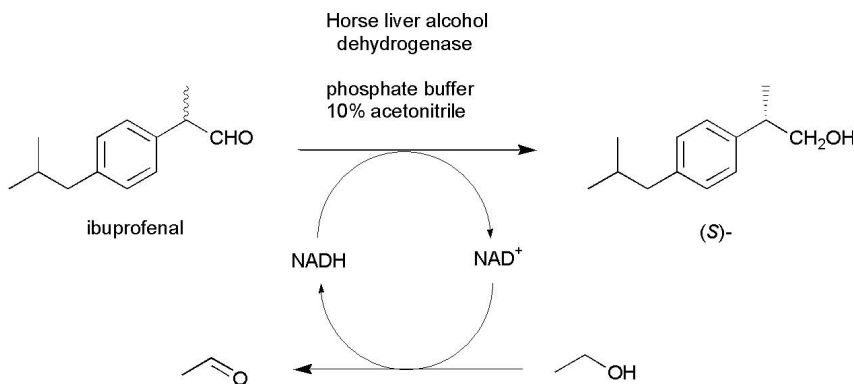 Horse liver alcohol
dehydrogenase
phosphate buffer
10% acetonitrile
CHO
CH₂OH
ibuprofenal
(S)-
NADH
NAD⁺
O
OH